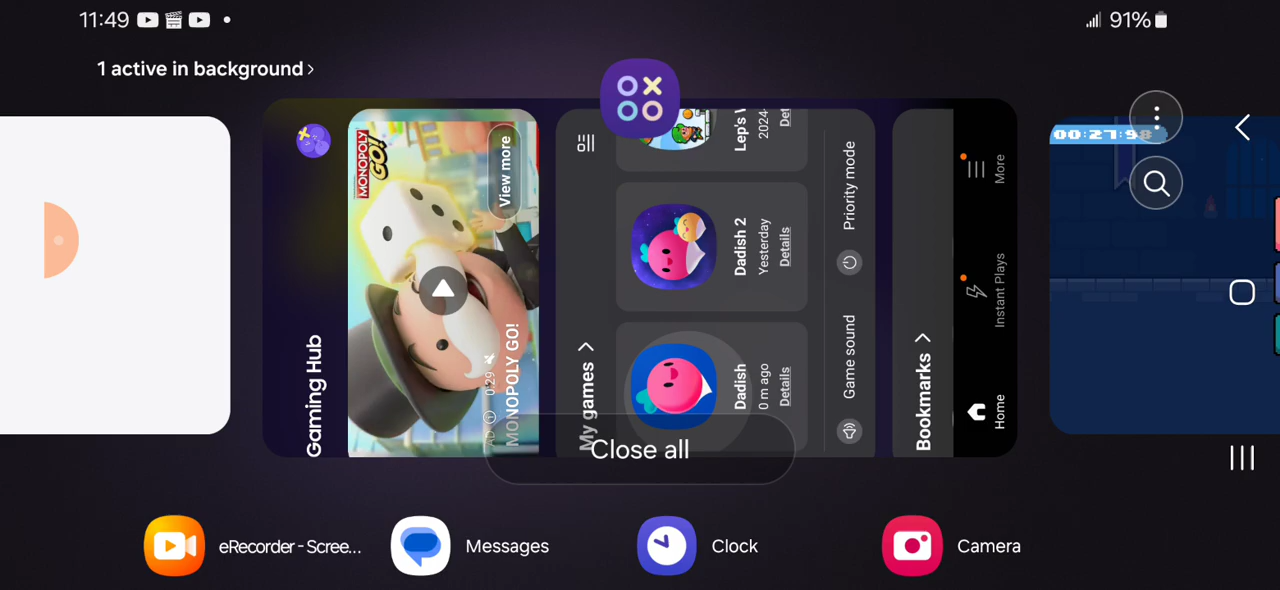 11:49
91%
1 active in background
Gaming Hub
MONOPOLY GO!
View more
AD 0:29
MONOPOLY GO!
My games
Dadish
0 m ago
Details
Dadish 2
Yesterday
Details
Lep's
2024-
Game sound
Priority mode
Bookmarks
Home
Instant Plays
More
00:27:98
Close all
eRecorder - Scree...
Messages
Clock
Camera